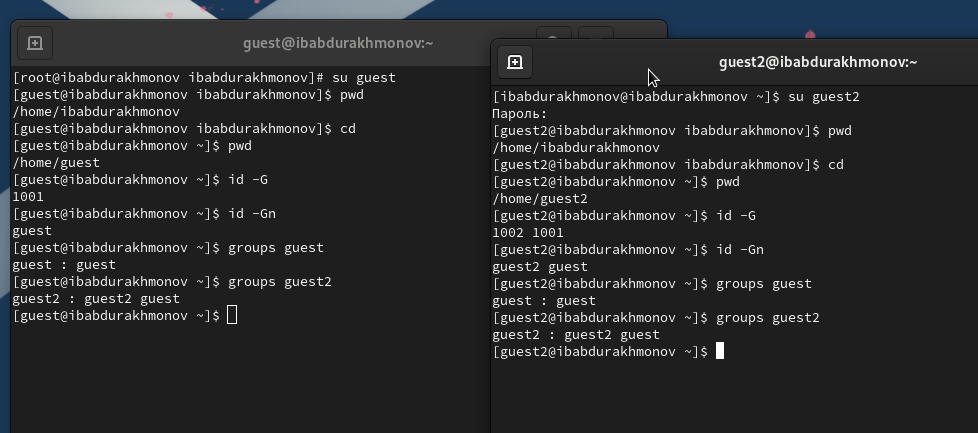 guest@ibabdurakhmonov:~
[root@ibabdurakhmonov ibabdurakhmonov]# su guest
[guest@ibabdurakhmonov ibabdurakhmonov]$ pwd
/home/ibabdurakhmonov
[guest@ibabdurakhmonov ibabdurakhmonov]$ cd
[guest@ibabdurakhmonov ~]$ pwd
/home/guest
[guest@ibabdurakhmonov ~]$ id -G
1001
[guest@ibabdurakhmonov ~]$ id -Gn
guest
[guest@ibabdurakhmonov ~]$ groups guest
guest : guest
[guest@ibabdurakhmonov ~]$ groups guest2
guest2 : guest2 guest
[guest@ibabdurakhmonov ~]$
guest2@ibabdurakhmonov:~
[ibabdurakhmonov@ibabdurakhmonov ~]$ su guest2
Пароль:
[guest2@ibabdurakhmonov ibabdurakhmonov]$ pwd
/home/ibabdurakhmonov
[guest2@ibabdurakhmonov ibabdurakhmonov]$ cd
[guest2@ibabdurakhmonov ~]$ pwd
/home/guest2
[guest2@ibabdurakhmonov ~]$ id -G
1002 1001
[guest2@ibabdurakhmonov ~]$ id -Gn
guest2 guest
[guest2@ibabdurakhmonov ~]$ groups guest
guest : guest
[guest2@ibabdurakhmonov ~]$ groups guest2
guest2 : guest2 guest
[guest2@ibabdurakhmonov ~]$